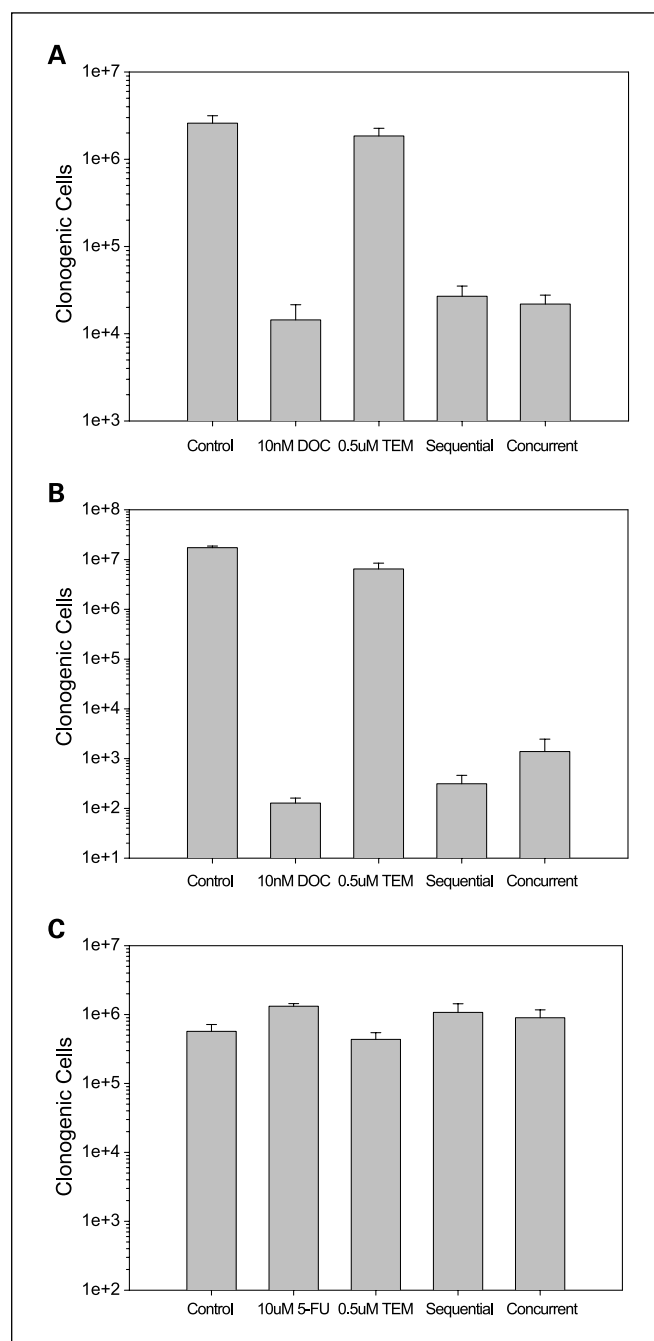 A
1e+7
1e+6
1e+5
1e+4
1e+3
Clonogenic Cells
Control 10nM DOC 0.5uM TEM Sequential Concurrent
B
1e+8
1e+7
1e+6
1e+5
1e+4
1e+3
1e+2
1e+1
Clonogenic Cells
Control 10nM DOC 0.5uM TEM Sequential Concurrent
C
1e+7
1e+6
1e+5
1e+4
1e+3
1e+2
Clonogenic Cells
Control 10uM 5-FU 0.5uM TEM Sequential Concurrent